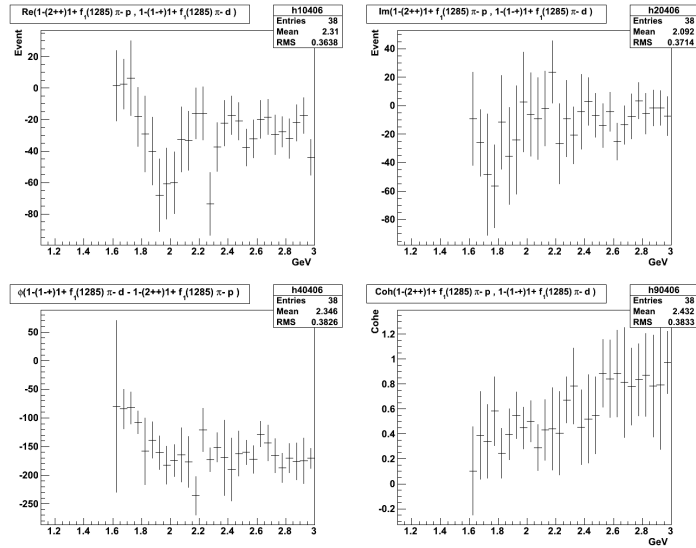 Re(1-(2++)1+ f1(1285) π- p , 1-(1-+)1+ f1(1285) π- d )
h10406
Entries 38
Mean 2.31
RMS 0.3638
Event
20
0
-20
-40
-60
-80
1.2 1.4 1.6 1.8 2 2.2 2.4 2.6 2.8 3
GeV
Im(1-(2++)1+ f1(1285) π- p , 1-(1-+)1+ f1(1285) π- d )
h20406
Entries 38
Mean 2.092
RMS 0.3714
Event
40
20
0
-20
-40
-60
-80
1.2 1.4 1.6 1.8 2 2.2 2.4 2.6 2.8 3
GeV
ϕ(1-(1-+)1+ f1(1285) π- d - 1-(2++)1+ f1(1285) π- p )
h40406
Entries 38
Mean 2.346
RMS 0.3826
50
0
-50
-100
-150
-200
-250
1.2 1.4 1.6 1.8 2 2.2 2.4 2.6 2.8 3
Coh(1-(2++)1+ f1(1285) π- p , 1-(1-+)1+ f1(1285) π- d )
h90406
Entries 38
Mean 2.432
RMS 0.3833
Cohe
1.2
1
0.8
0.6
0.4
0.2
0
-0.2
1.2 1.4 1.6 1.8 2 2.2 2.4 2.6 2.8 3
GeV